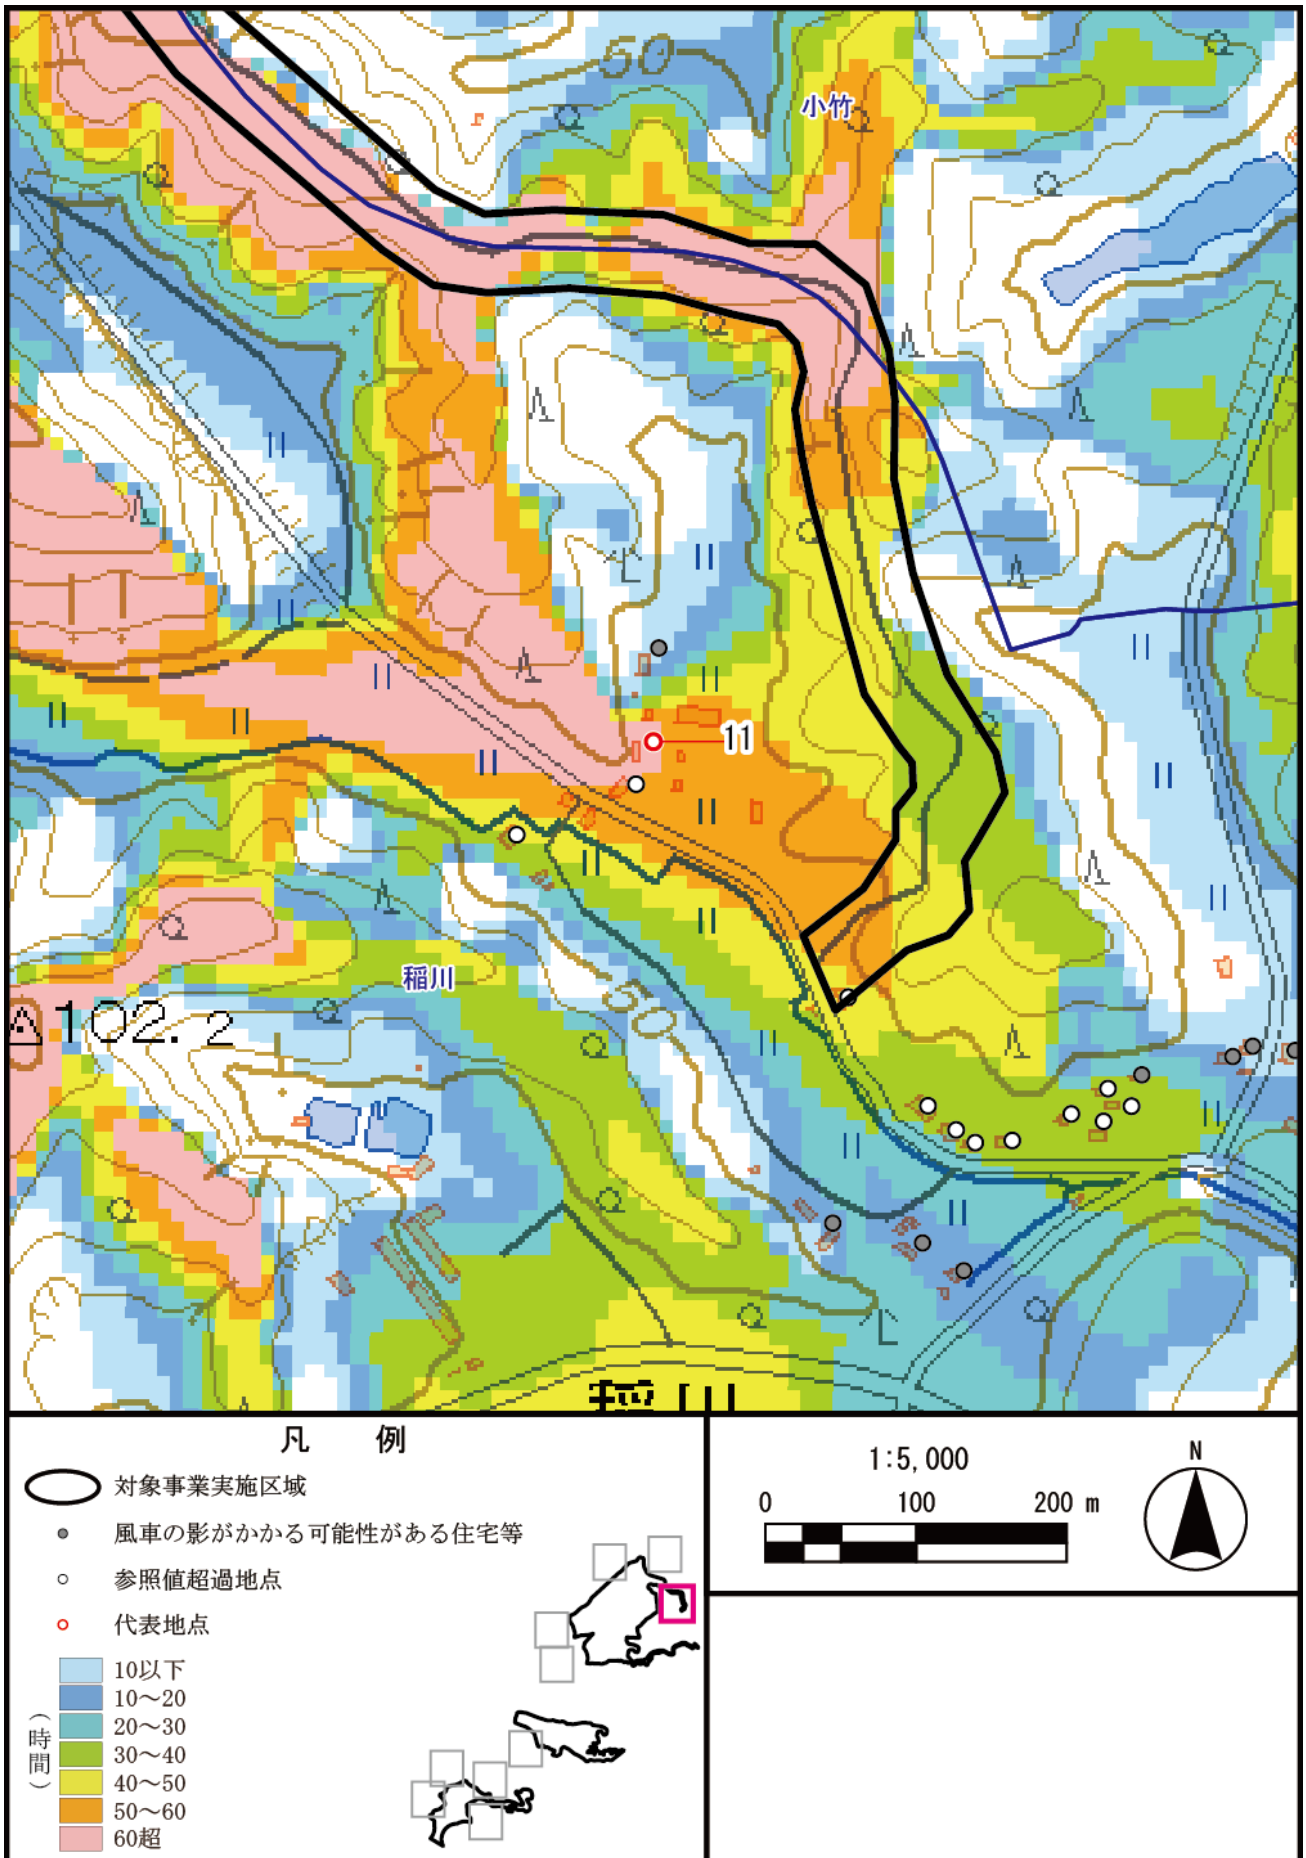 50
小竹
11
稲川
50
102.2
稲川
凡 例
対象事業実施区域
風車の影がかかる可能性がある住宅等
参照値超過地点
代表地点
(時間)
10以下
10～20
20～30
30～40
40～50
50～60
60超
1:5,000
0 100 200 m
N